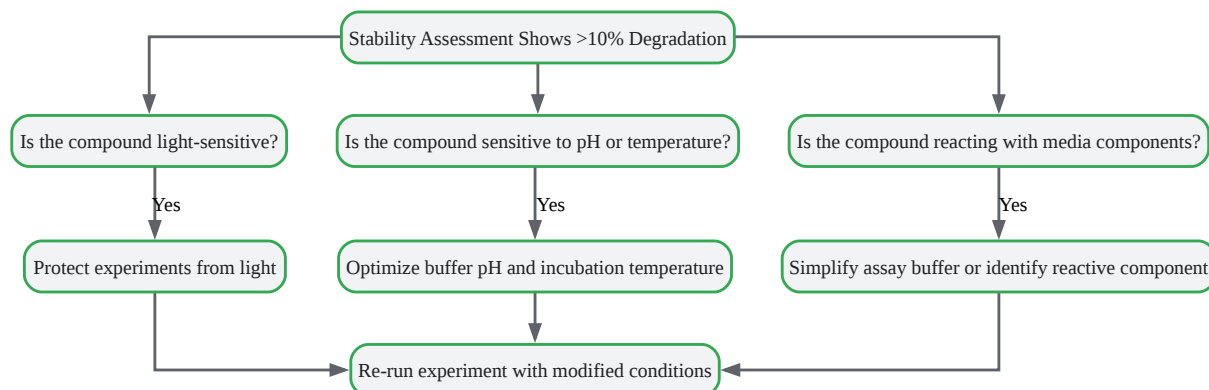 Stability Assessment Shows >10% Degradation
Is the compound light-sensitive?
Is the compound sensitive to pH or temperature?
Is the compound reacting with media components?
Yes
Yes
Yes
Protect experiments from light
Optimize buffer pH and incubation temperature
Simplify assay buffer or identify reactive component
Re-run experiment with modified conditions